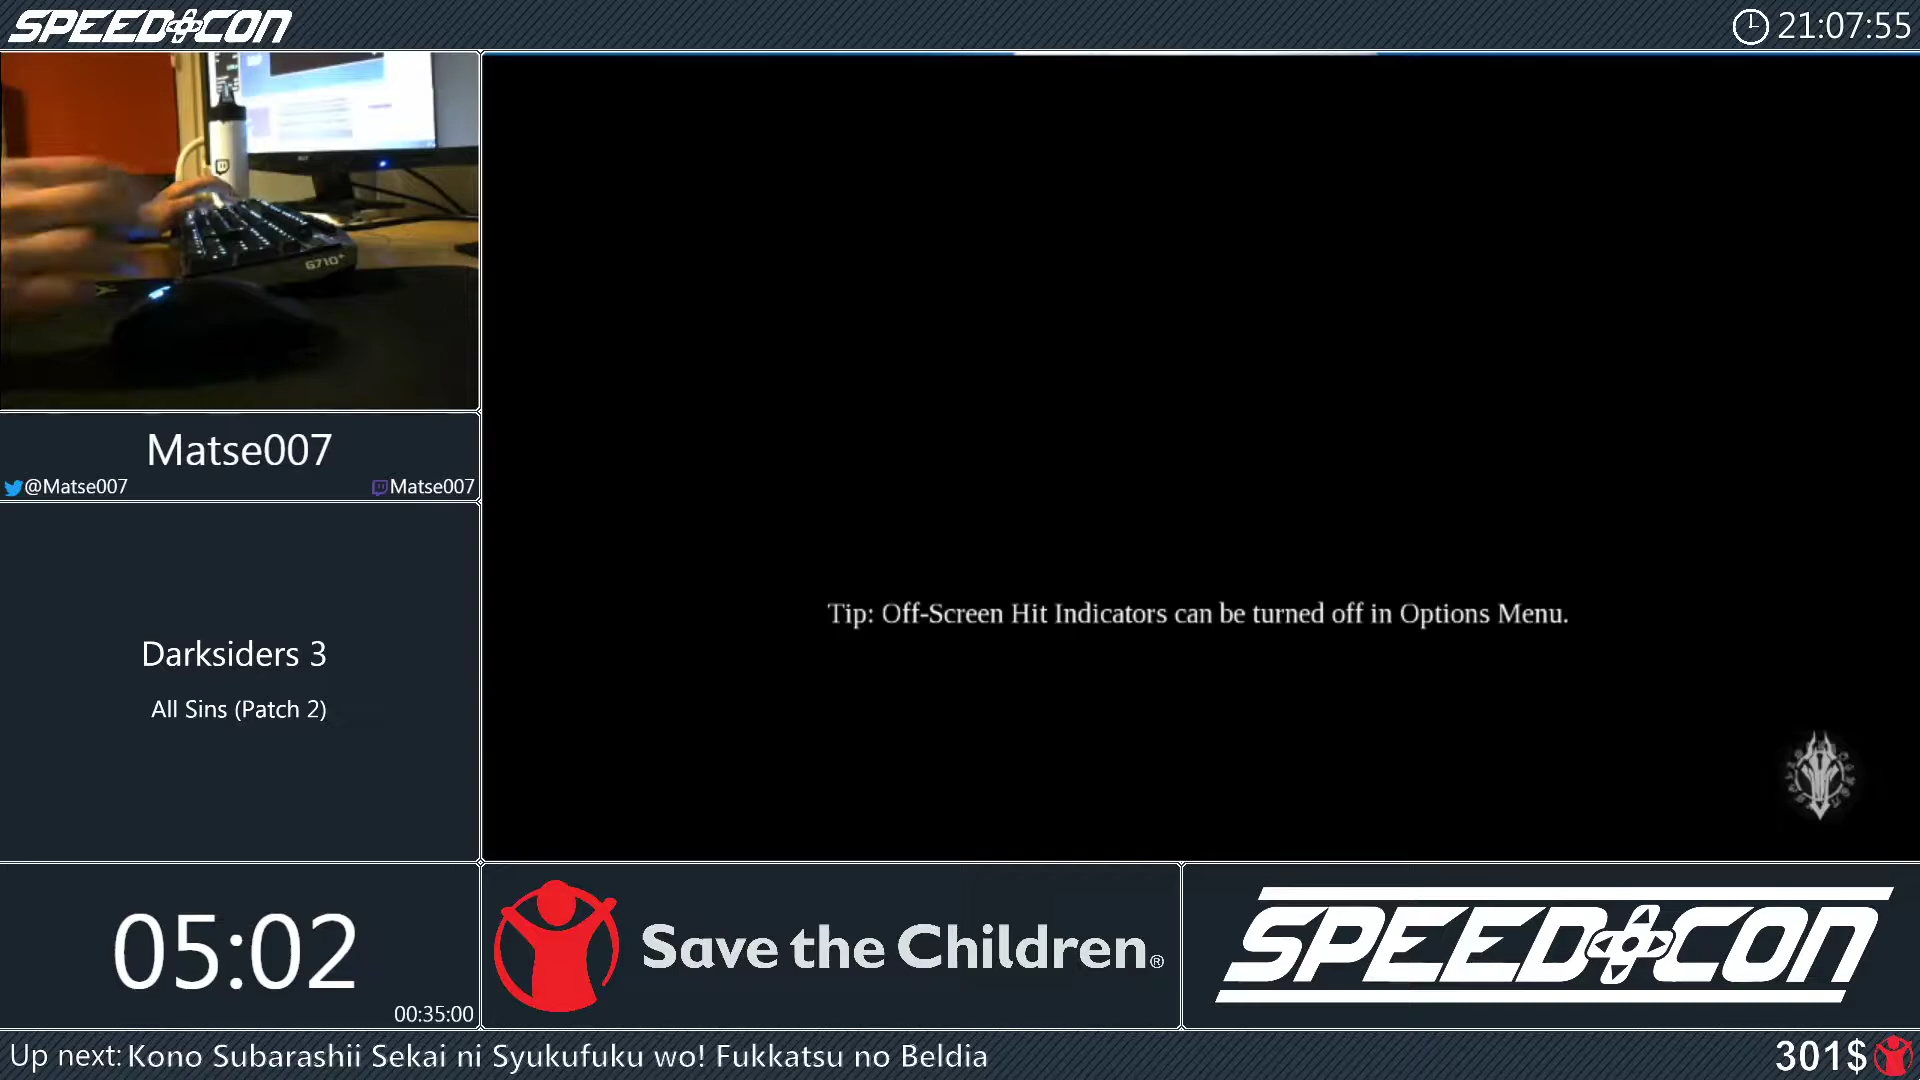 SPEEDCON
21:07:55
G710+
Matse007
@Matse007
Matse007
Darksiders 3
All Sins (Patch 2)
Tip: Off-Screen Hit Indicators can be turned off in Options Menu.
05:02
00:35:00
Save the Children®
SPEEDCON
Up next: Kono Subarashii Sekai ni Syukufuku wo! Fukkatsu no Beldia
301$